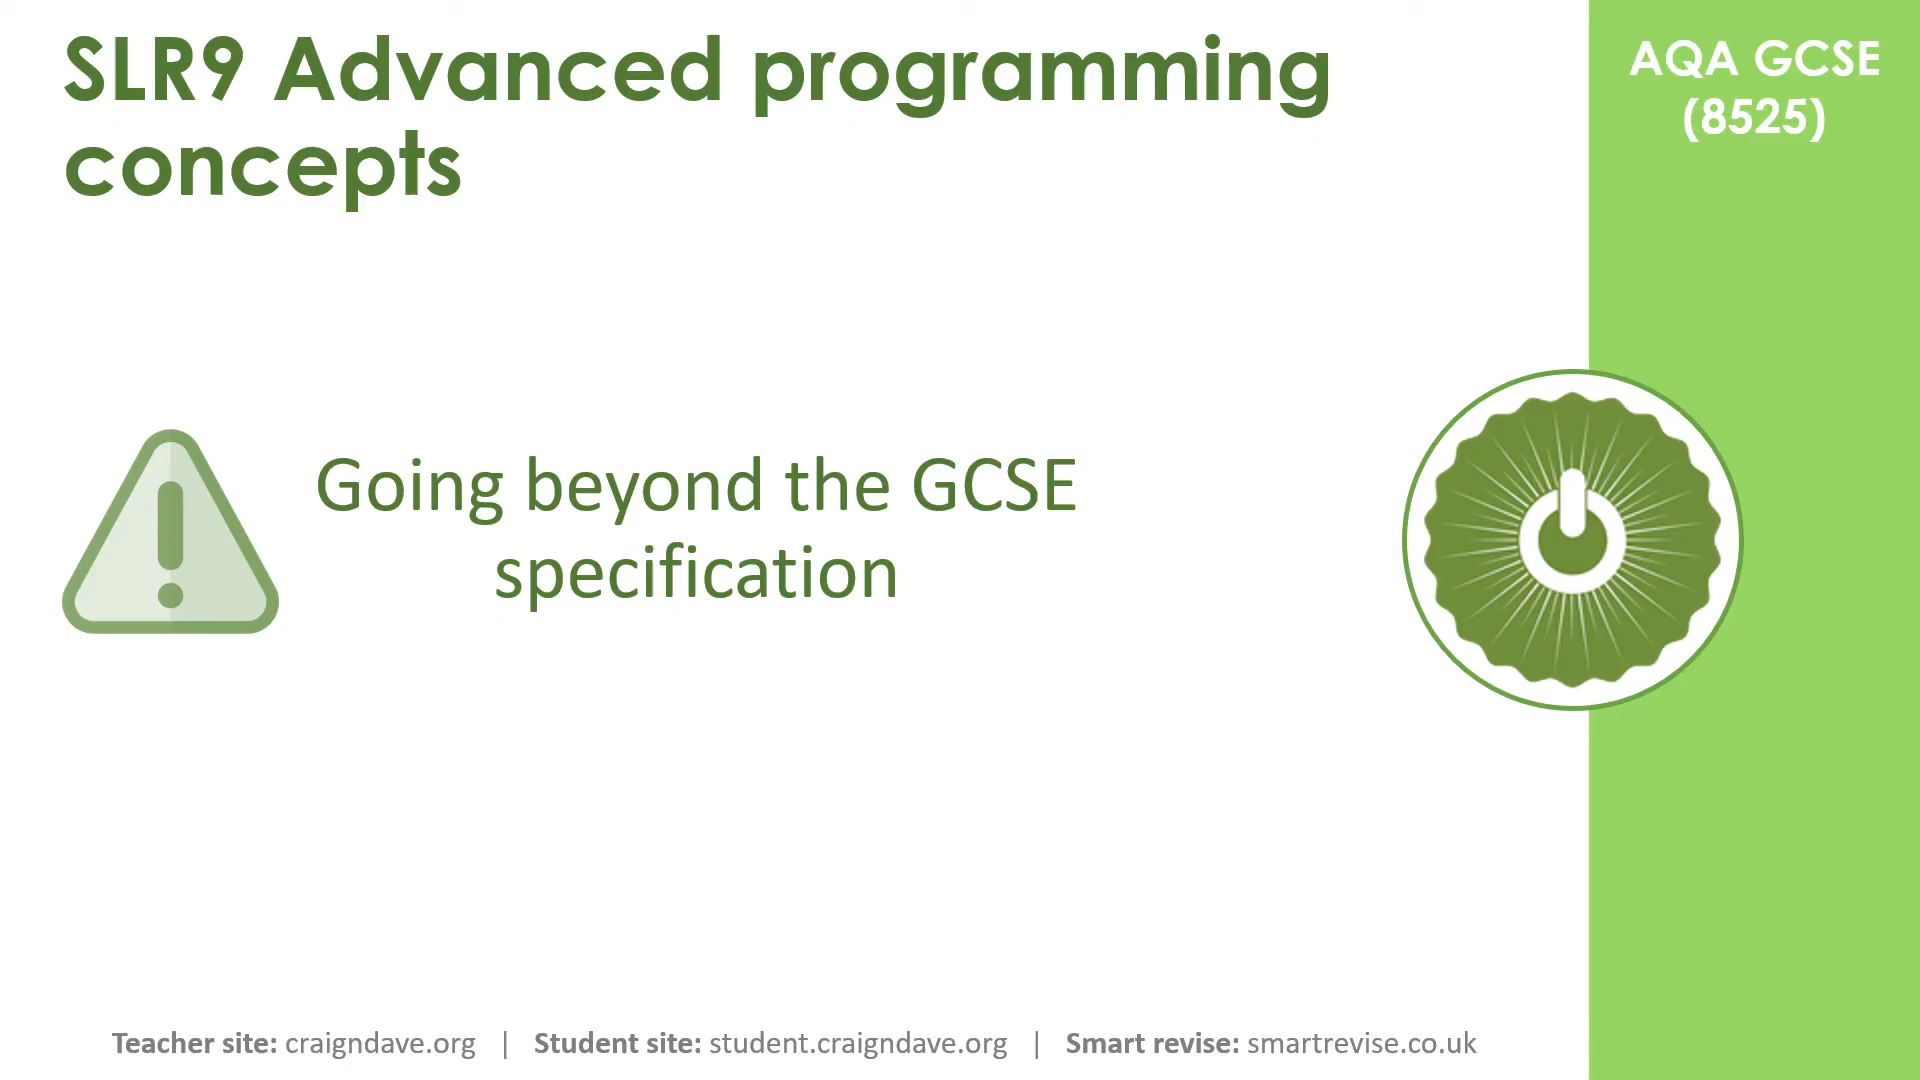 SLR9 Advanced programming
concepts
AQA GCSE
(8525)
Going beyond the GCSE
specification
Teacher site: craigndave.org | Student site: student.craigndave.org | Smart revise: smartrevise.co.uk